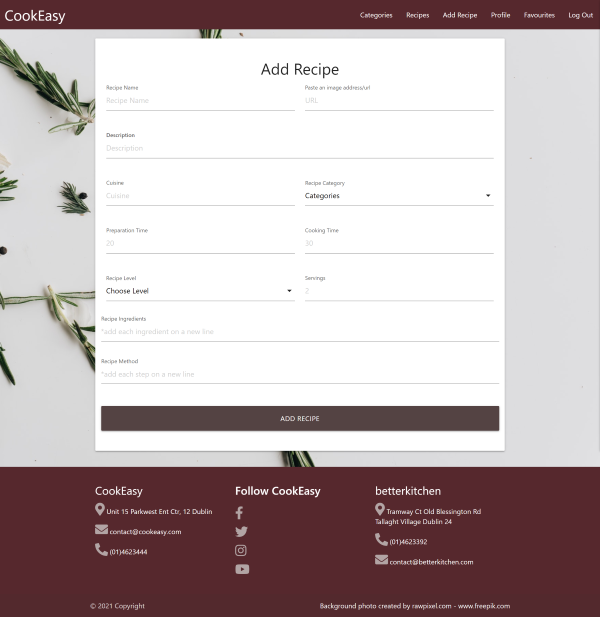 CookEasy
Categories Recipes Add Recipe Profile Favourites Log Out
Add Recipe
Recipe Name Paste an image address/url
Recipe Name URL
Description
Description
Cuisine Recipe Category
Cuisine Categories
Preparation Time Cooking Time
20 30
Recipe Level Servings
Choose Level 2
Recipe Ingredients
*add each ingredient on a new line
Recipe Method
*add each step on a new line
ADD RECIPE
CookEasy Follow CookEasy betterkitchen
Unit 15 Parkwest Ent Ctr, 12 Dublin
contact@cookeasy.com
(01)4623444
Tramway Ct Old Blessington Rd
Tallaght Village Dublin 24
(01)4623392
contact@betterkitchen.com
© 2021 Copyright Background photo created by rawpixel.com - www.freepik.com